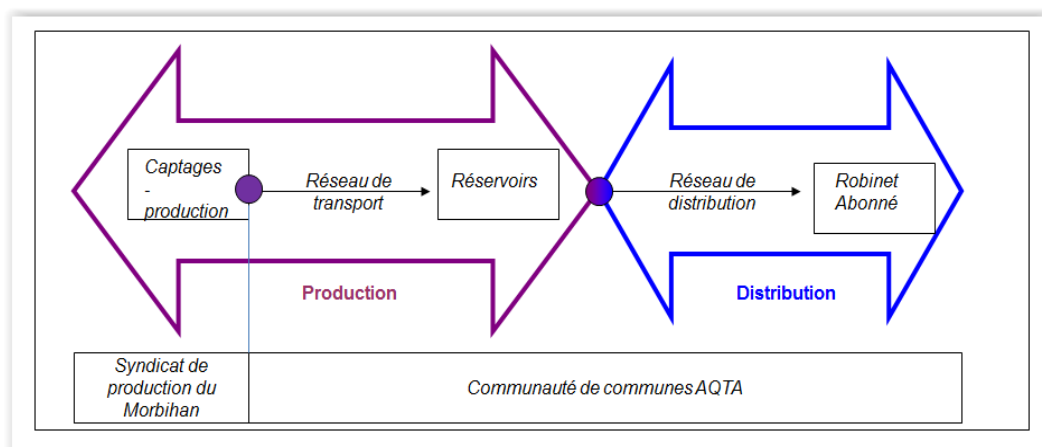 Captages
-
production
Réseau de
transport
Réservoirs
Réseau de
distribution
Robinet
Abonné
Production
Distribution
Syndicat de
production du
Morbihan
Communauté de communes AQTA